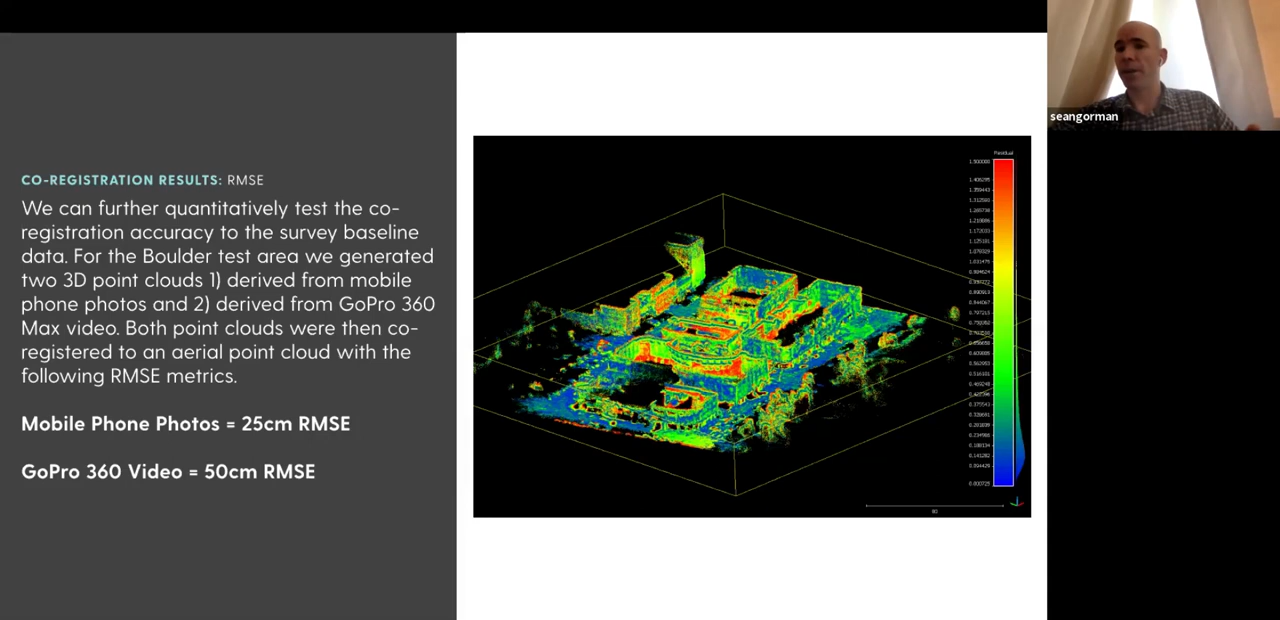 CO-REGISTRATION RESULTS: RMSE
We can further quantitatively test the co-
registration accuracy to the survey baseline
data. For the Boulder test area we generated
two 3D point clouds 1) derived from mobile
phone photos and 2) derived from GoPro 360
Max video. Both point clouds were then co-
registered to an aerial point cloud with the
following RMSE metrics.
Mobile Phone Photos = 25cm RMSE
GoPro 360 Video = 50cm RMSE
Residual
seangorman